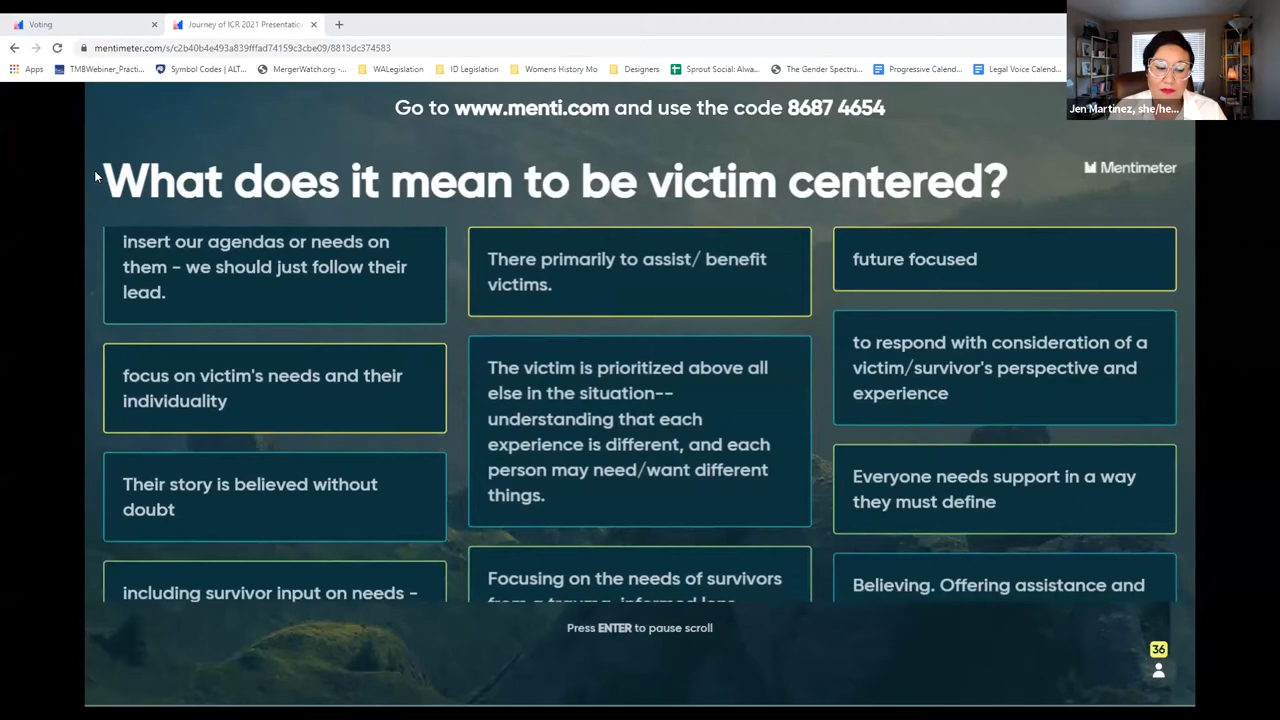 Voting
Journey of ICR 2021 Presentatio
mentimeter.com/s/c2b40b4e493a839fffad74159c3cbe09/8813dc374583
Apps
TMBWebiner_Practi...
Symbol Codes | ALT...
MergerWatch.org -...
WALegislation
ID Legislation
Womens History Mo
Designers
Sprout Social: Alwa...
The Gender Spectru...
Progressive Calend...
Legal Voice Calend...
Jen Martinez, she/he...
Go to www.menti.com and use the code 8687 4654
What does it mean to be victim centered?
Mentimeter
insert our agendas or needs on
them - we should just follow their
lead.
focus on victim's needs and their
individuality
Their story is believed without
doubt
including survivor input on needs -
There primarily to assist/ benefit
victims.
The victim is prioritized above all
else in the situation--
understanding that each
experience is different, and each
person may need/want different
things.
Focusing on the needs of survivors
from a trauma-informed lens
future focused
to respond with consideration of a
victim/survivor's perspective and
experience
Everyone needs support in a way
they must define
Believing. Offering assistance and
Press ENTER to pause scroll
36